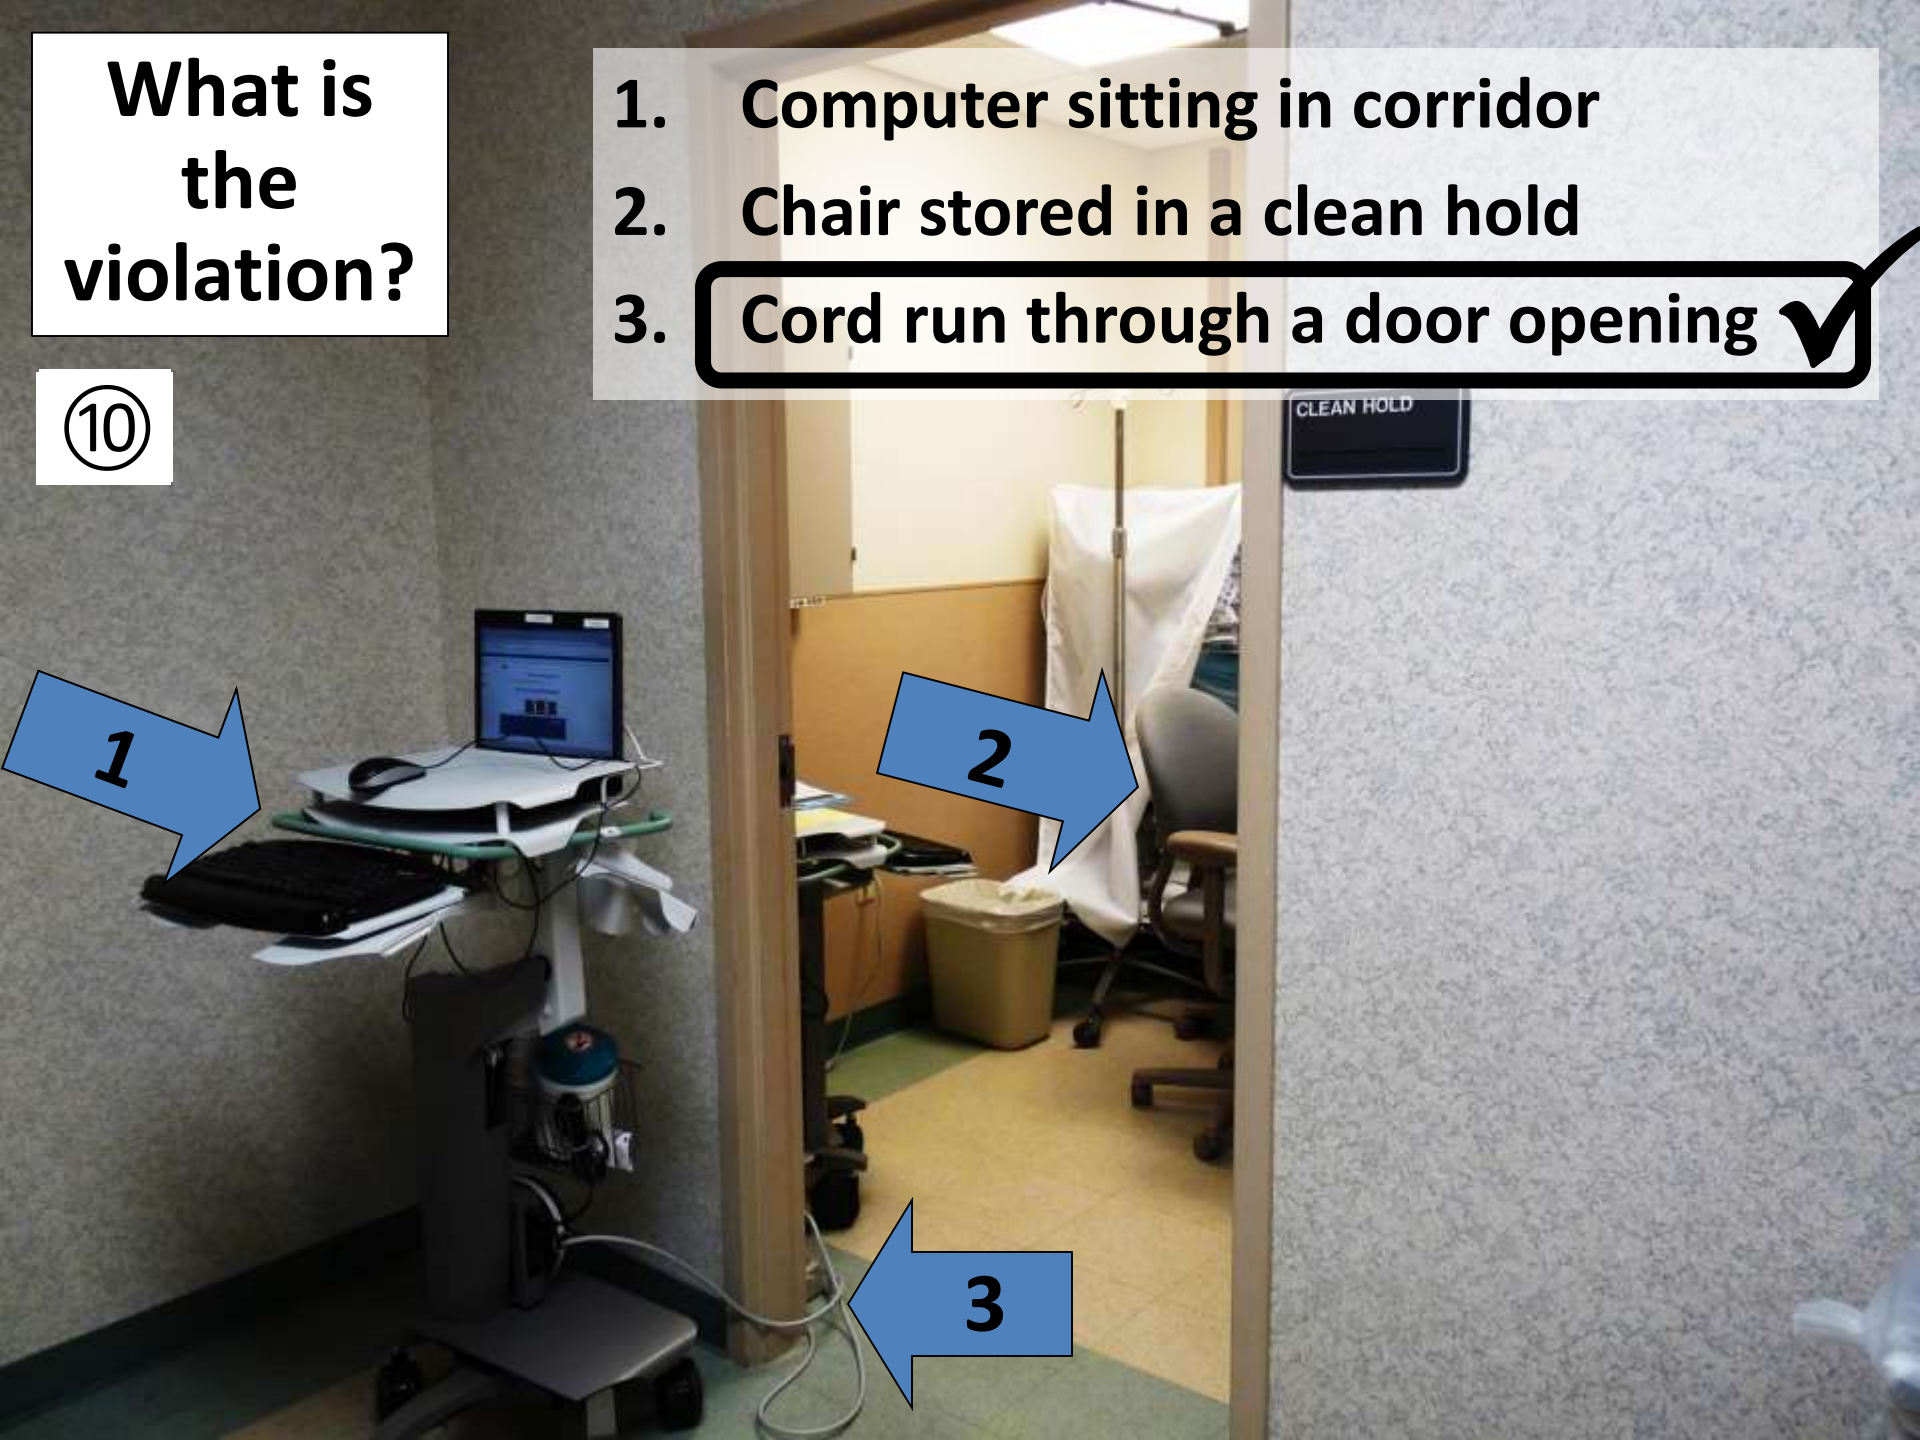 What is
the
violation?
1. Computer sitting in corridor
2. Chair stored in a clean hold
3. Cord run through a door opening
⑩
CLEAN HOLD
1
2
3